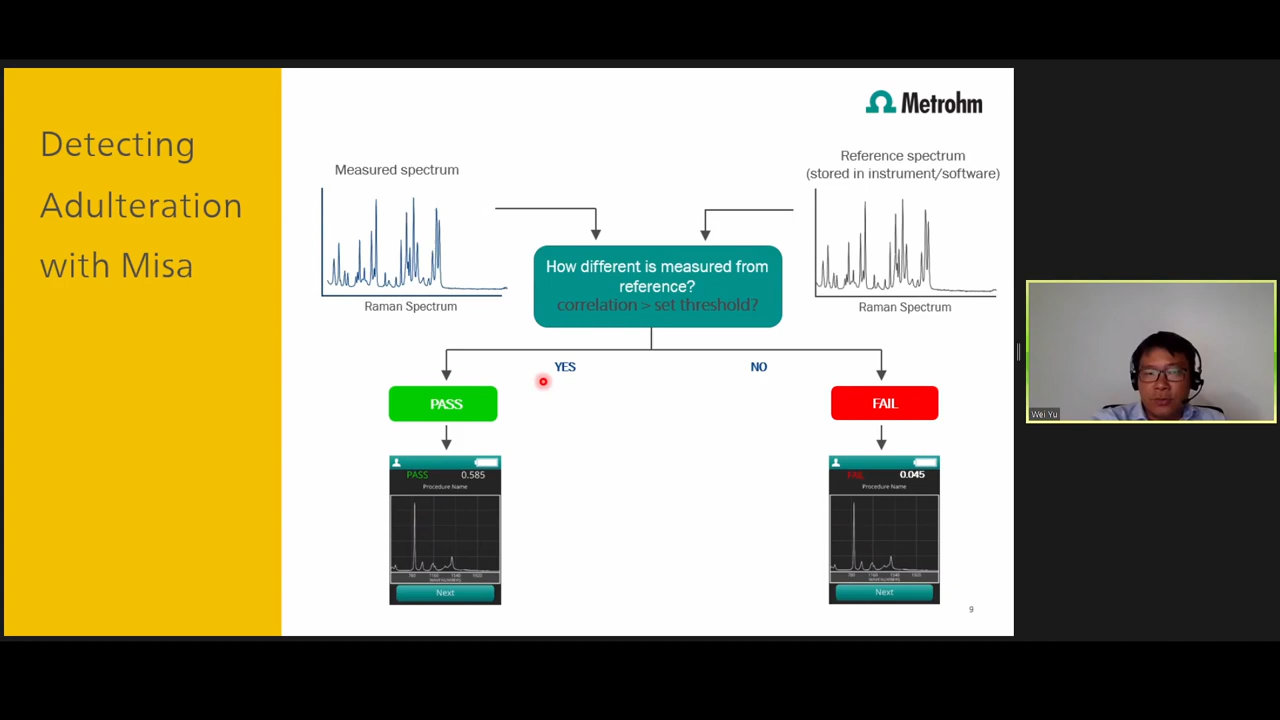 Detecting
Adulteration
with Misa
Metrohm
Measured spectrum
Reference spectrum
(stored in instrument/software)
Raman Spectrum
Raman Spectrum
How different is measured from
reference?
correlation > set threshold?
YES
NO
PASS
FAIL
PASS 0.585
Procedure Name
Next
FAIL 0.045
Procedure Name
Next
9
Wei Yu